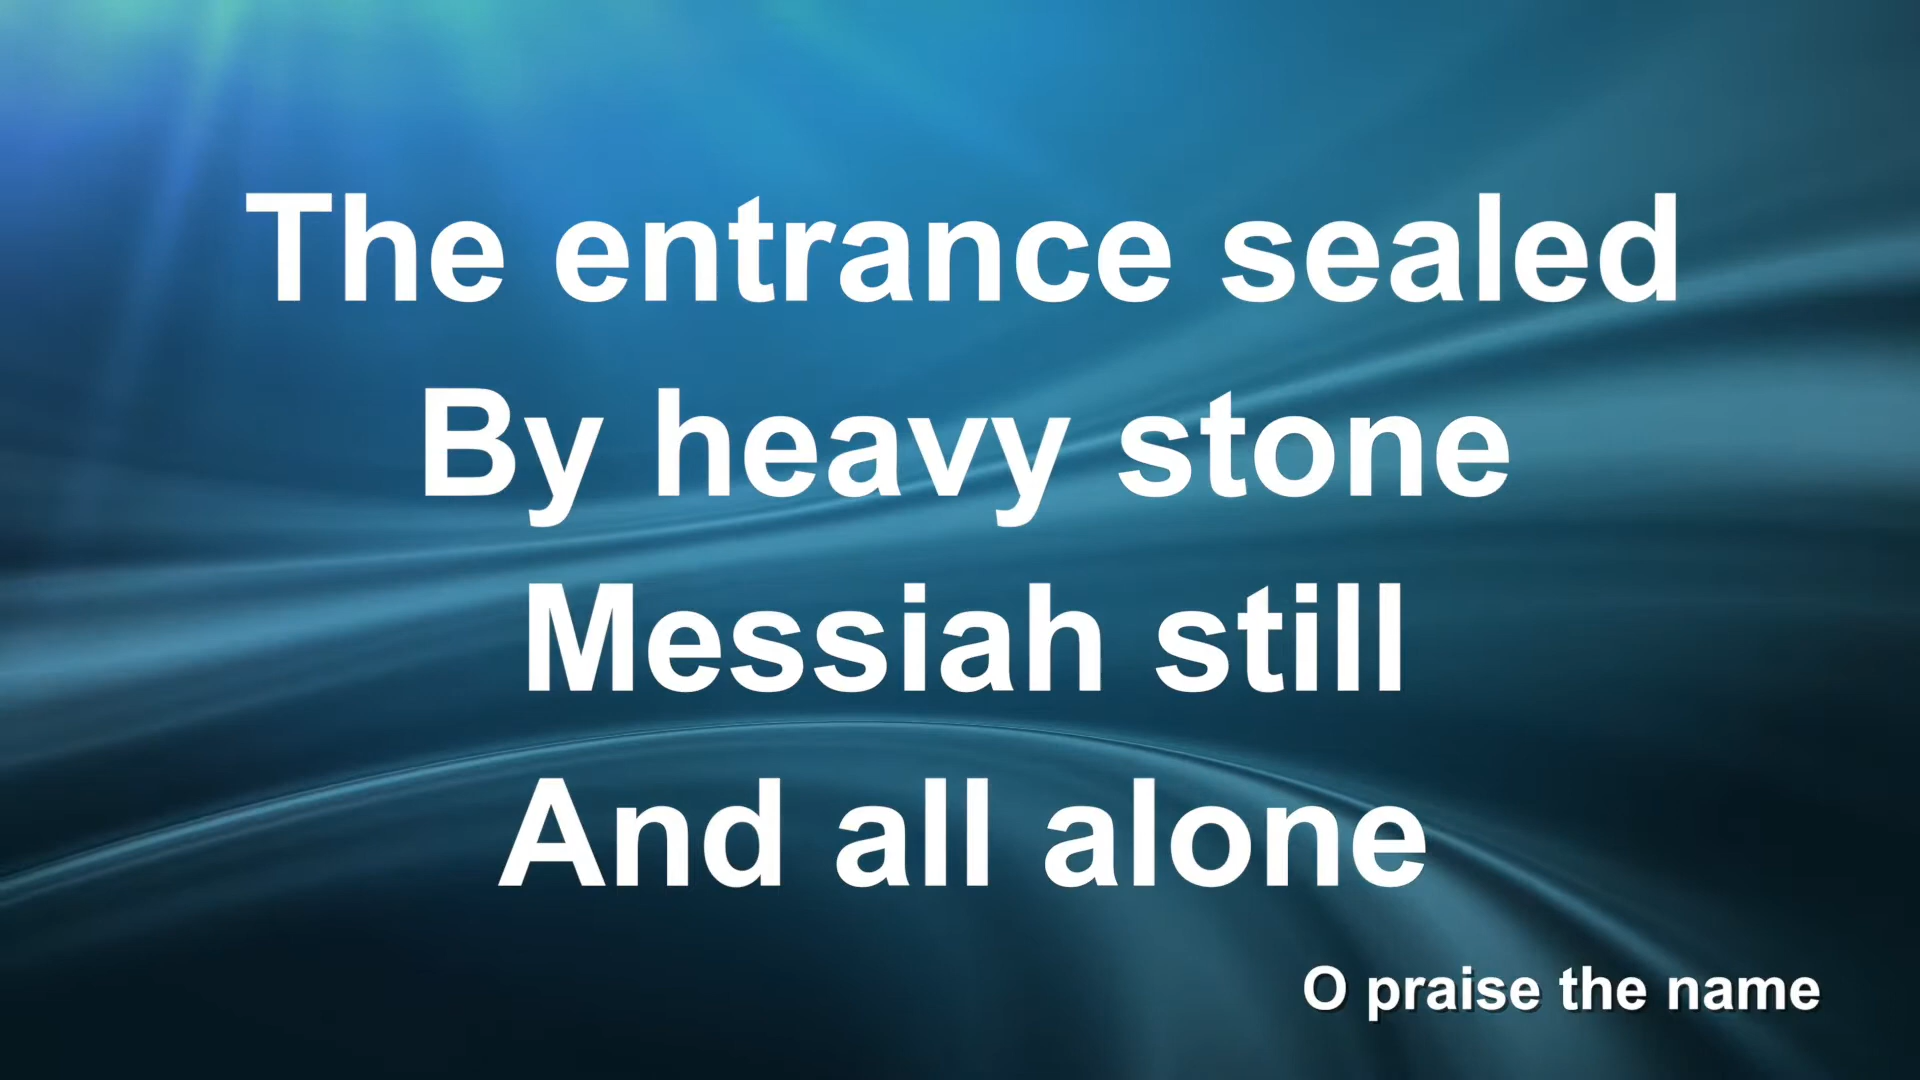 The entrance sealed
By heavy stone
Messiah still
And all alone
O praise the name